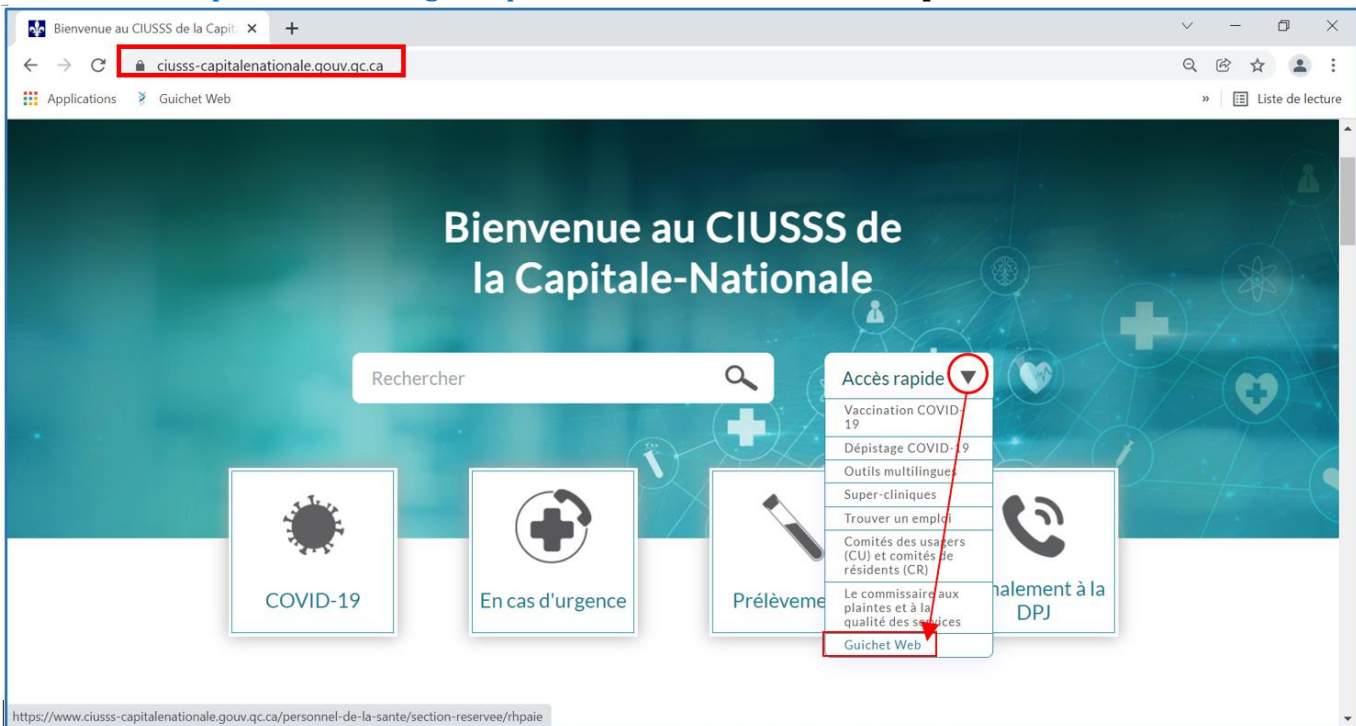 Bienvenue au CIUSSS de la Capit
ciusss-capitalenationale.gouv.qc.ca
Applications
Guichet Web
»
Liste de lecture
Bienvenue au CIUSSS de
la Capitale-Nationale
Rechercher
Accès rapide ▼
Vaccination COVID-
19
Dépistage COVID-19
Outils multilingues
Super-cliniques
Trouver un emploi
Comités des usagers
(CU) et comités de
résidents (CR)
Le commissaire aux
plaintes et à la
qualité des services
Guichet Web
COVID-19
En cas d'urgence
Prélèveme
nalement à la
DPJ
https://www.ciusss-capitalenationale.gouv.qc.ca/personnel-de-la-sante/section-reservee/rhpaie